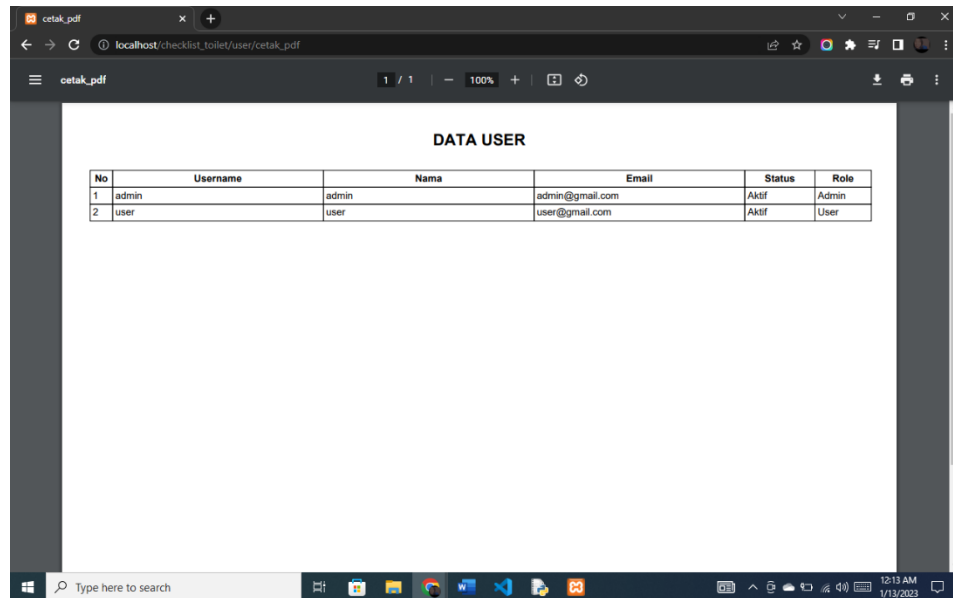 cetak_pdf
localhost/checklist_toilet/user/cetak_pdf
cetak_pdf 1 / 1 100%
DATA USER
No Username Nama Email Status Role
1 admin admin admin@gmail.com Aktif Admin
2 user user user@gmail.com Aktif User
Type here to search
12:13 AM
1/13/2023